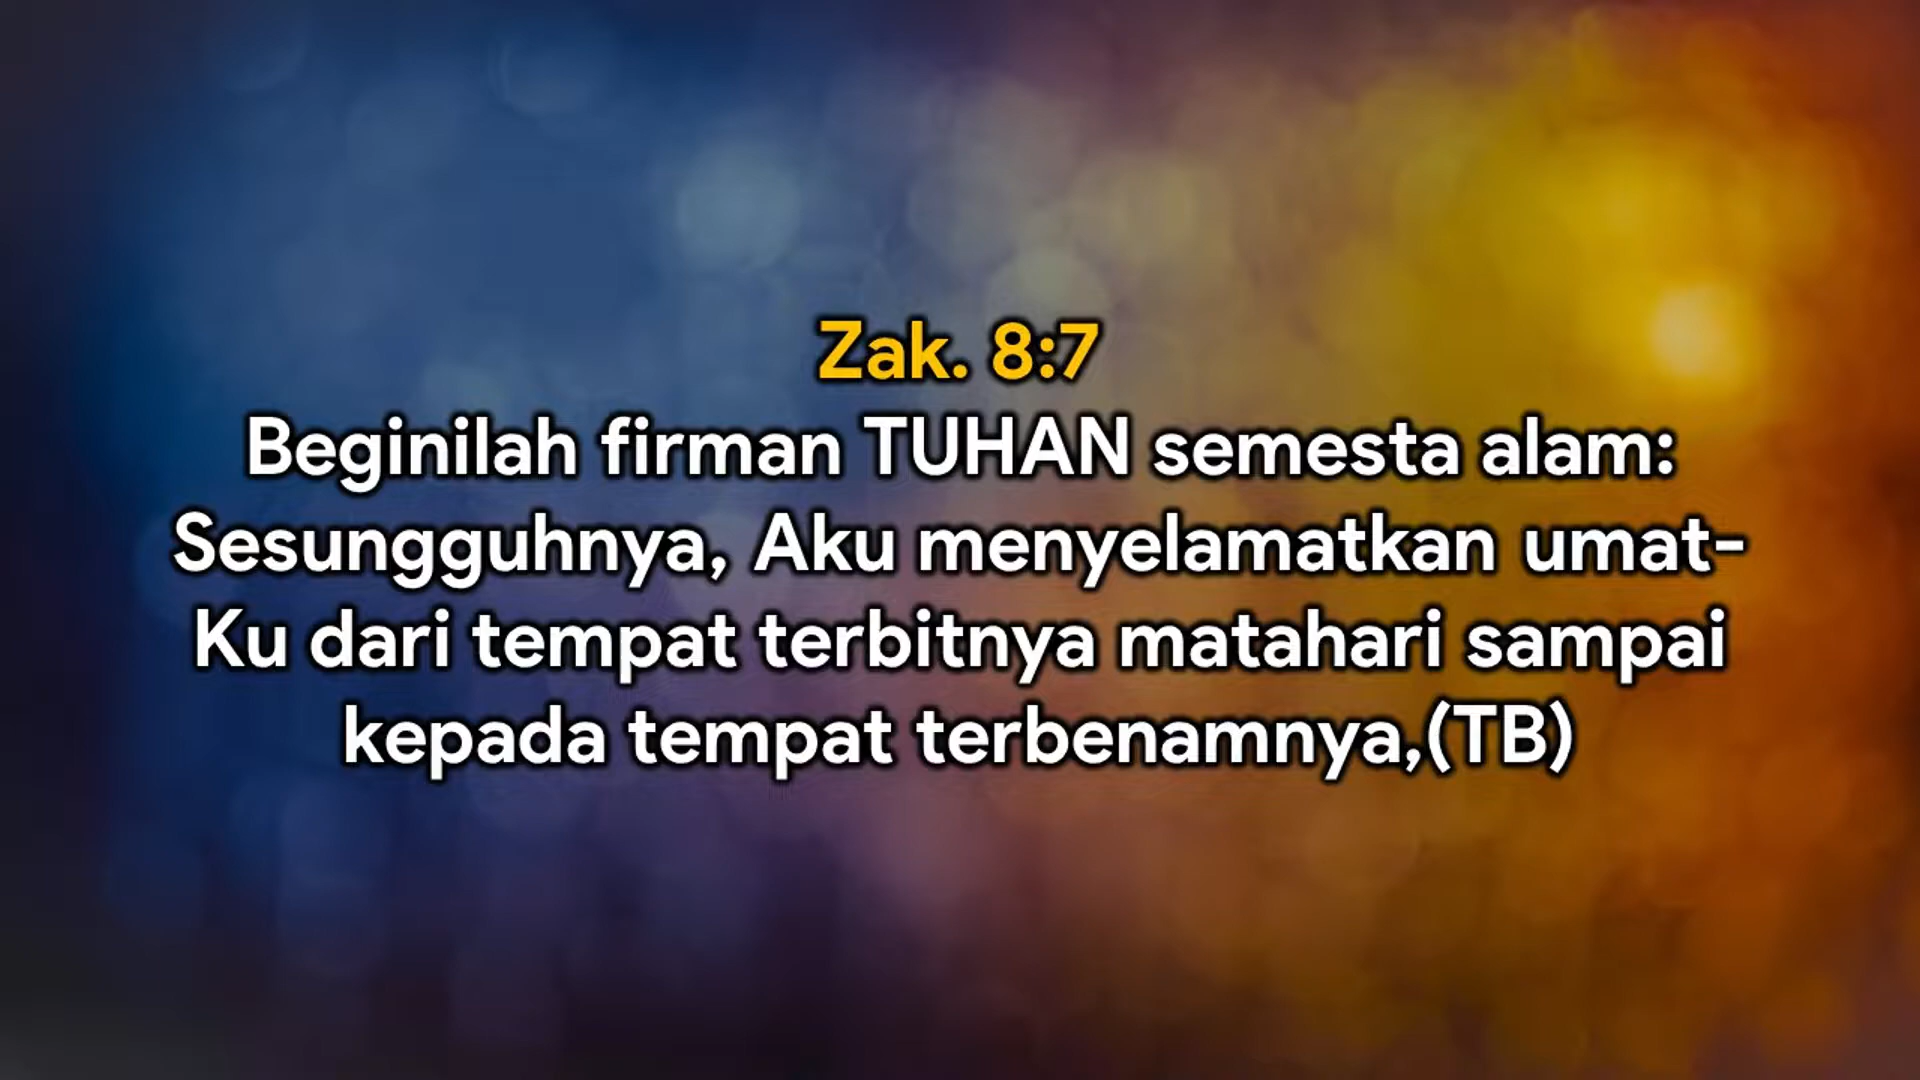 Zak. 8:7
Beginilah firman TUHAN semesta alam:
Sesungguhnya, Aku menyelamatkan umat-
Ku dari tempat terbitnya matahari sampai
kepada tempat terbenamnya,(TB)